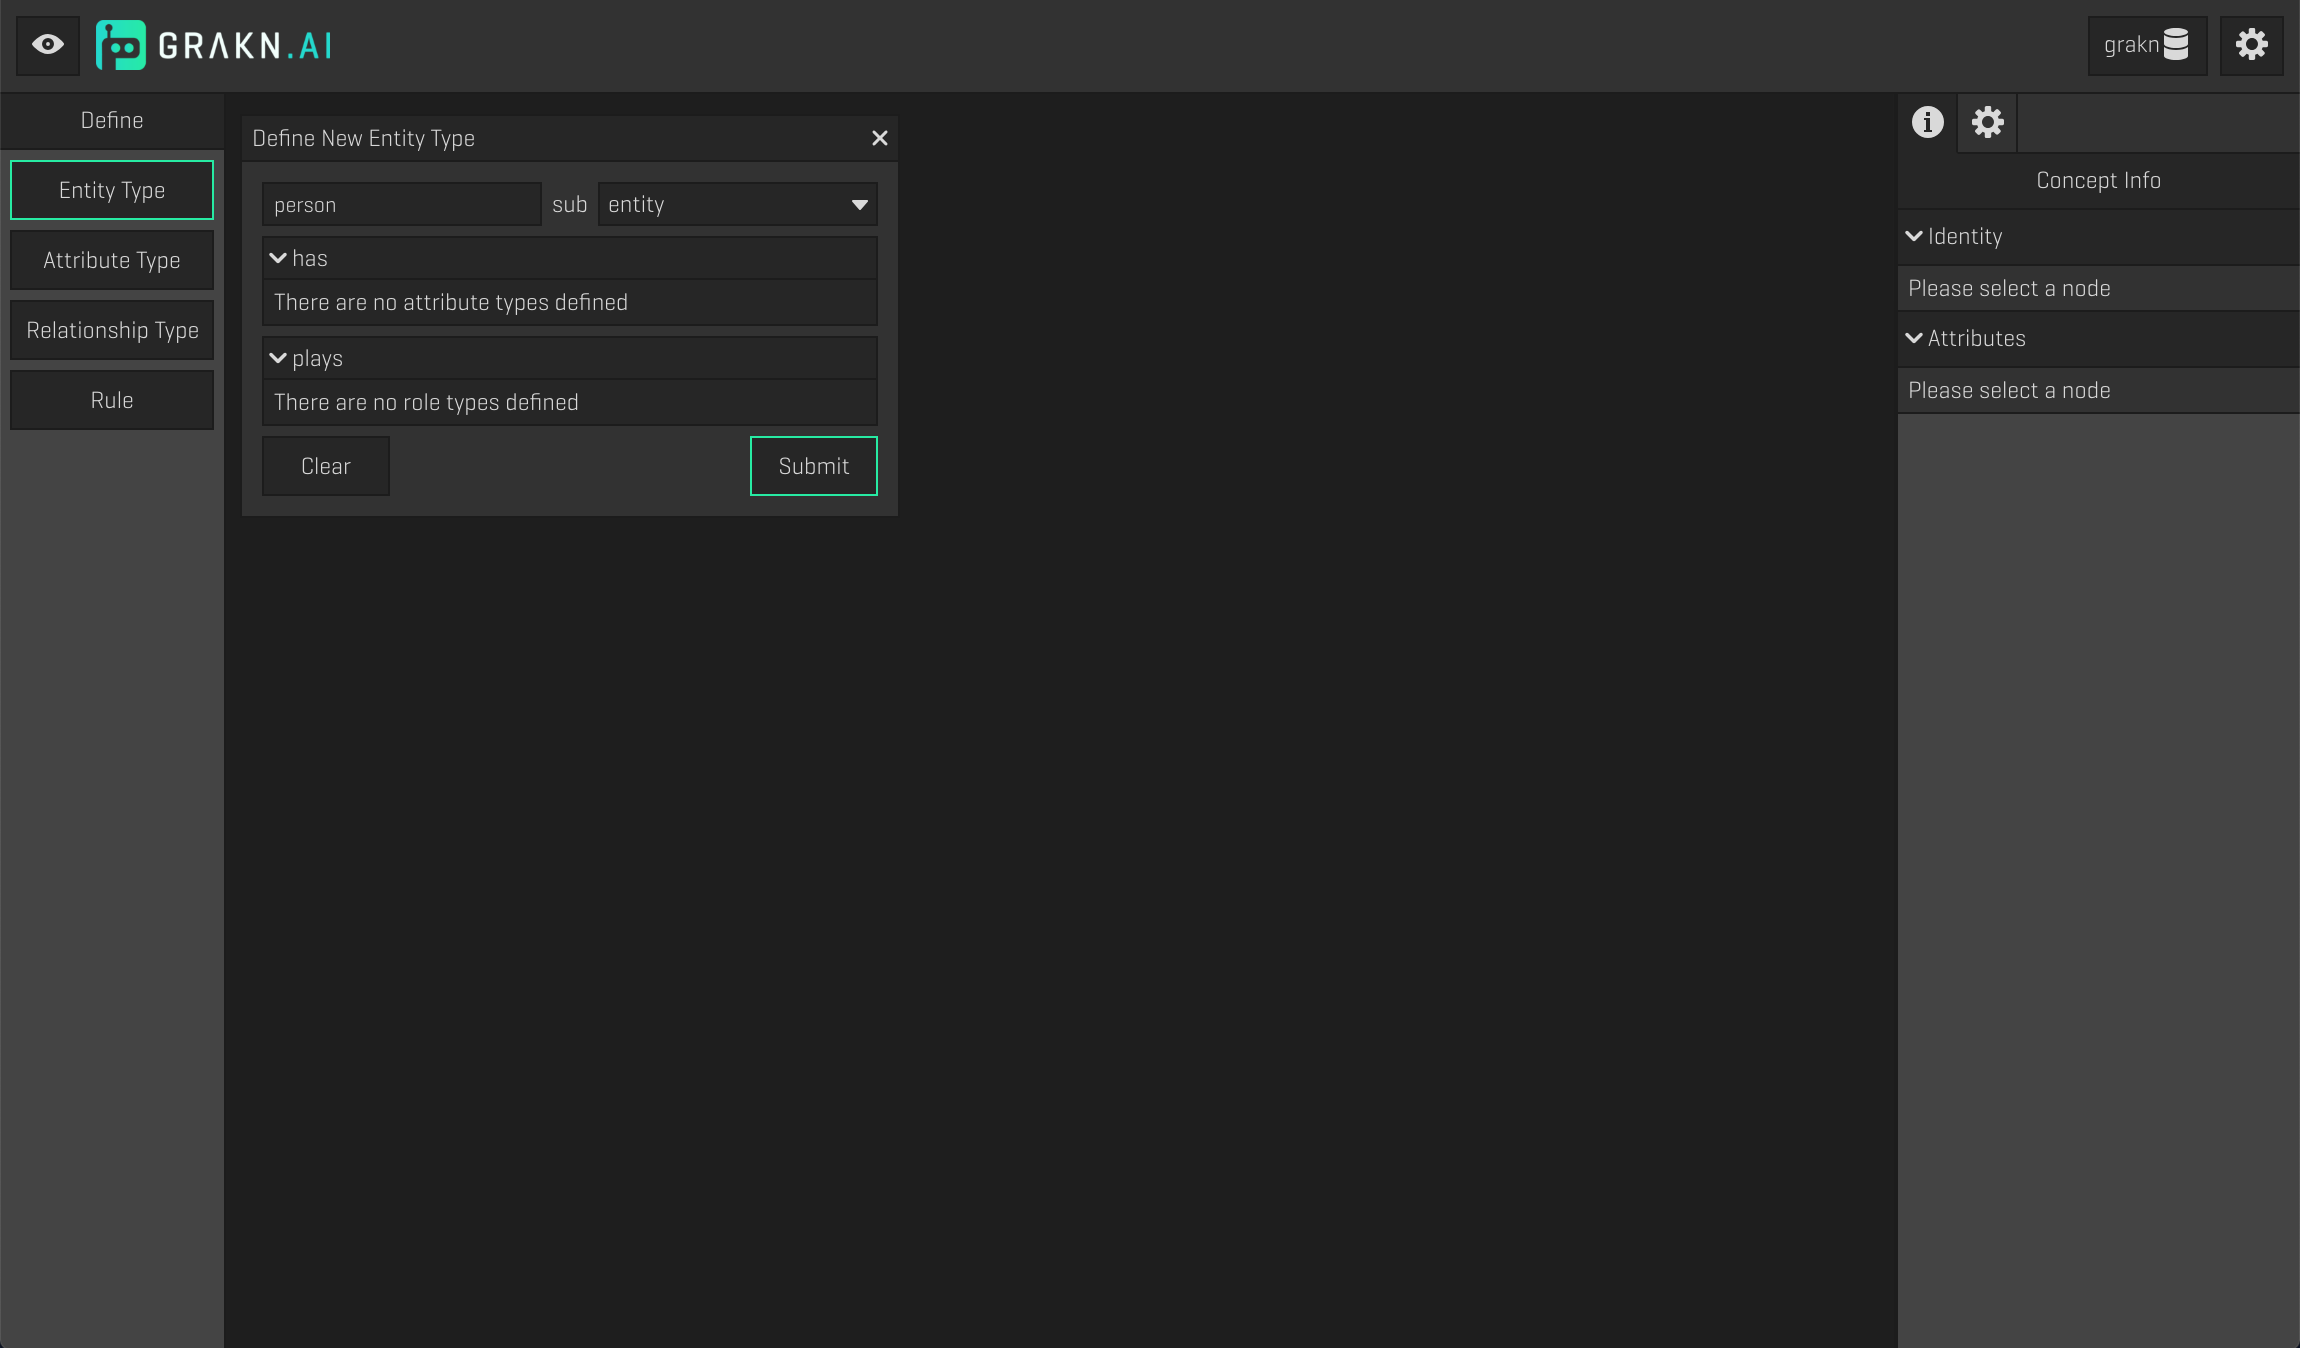 GRAKN.AI
grakn
Define
Entity Type
Attribute Type
Relationship Type
Rule
Define New Entity Type
person sub entity
has
There are no attribute types defined
plays
There are no role types defined
Clear Submit
Concept Info
Identity
Please select a node
Attributes
Please select a node